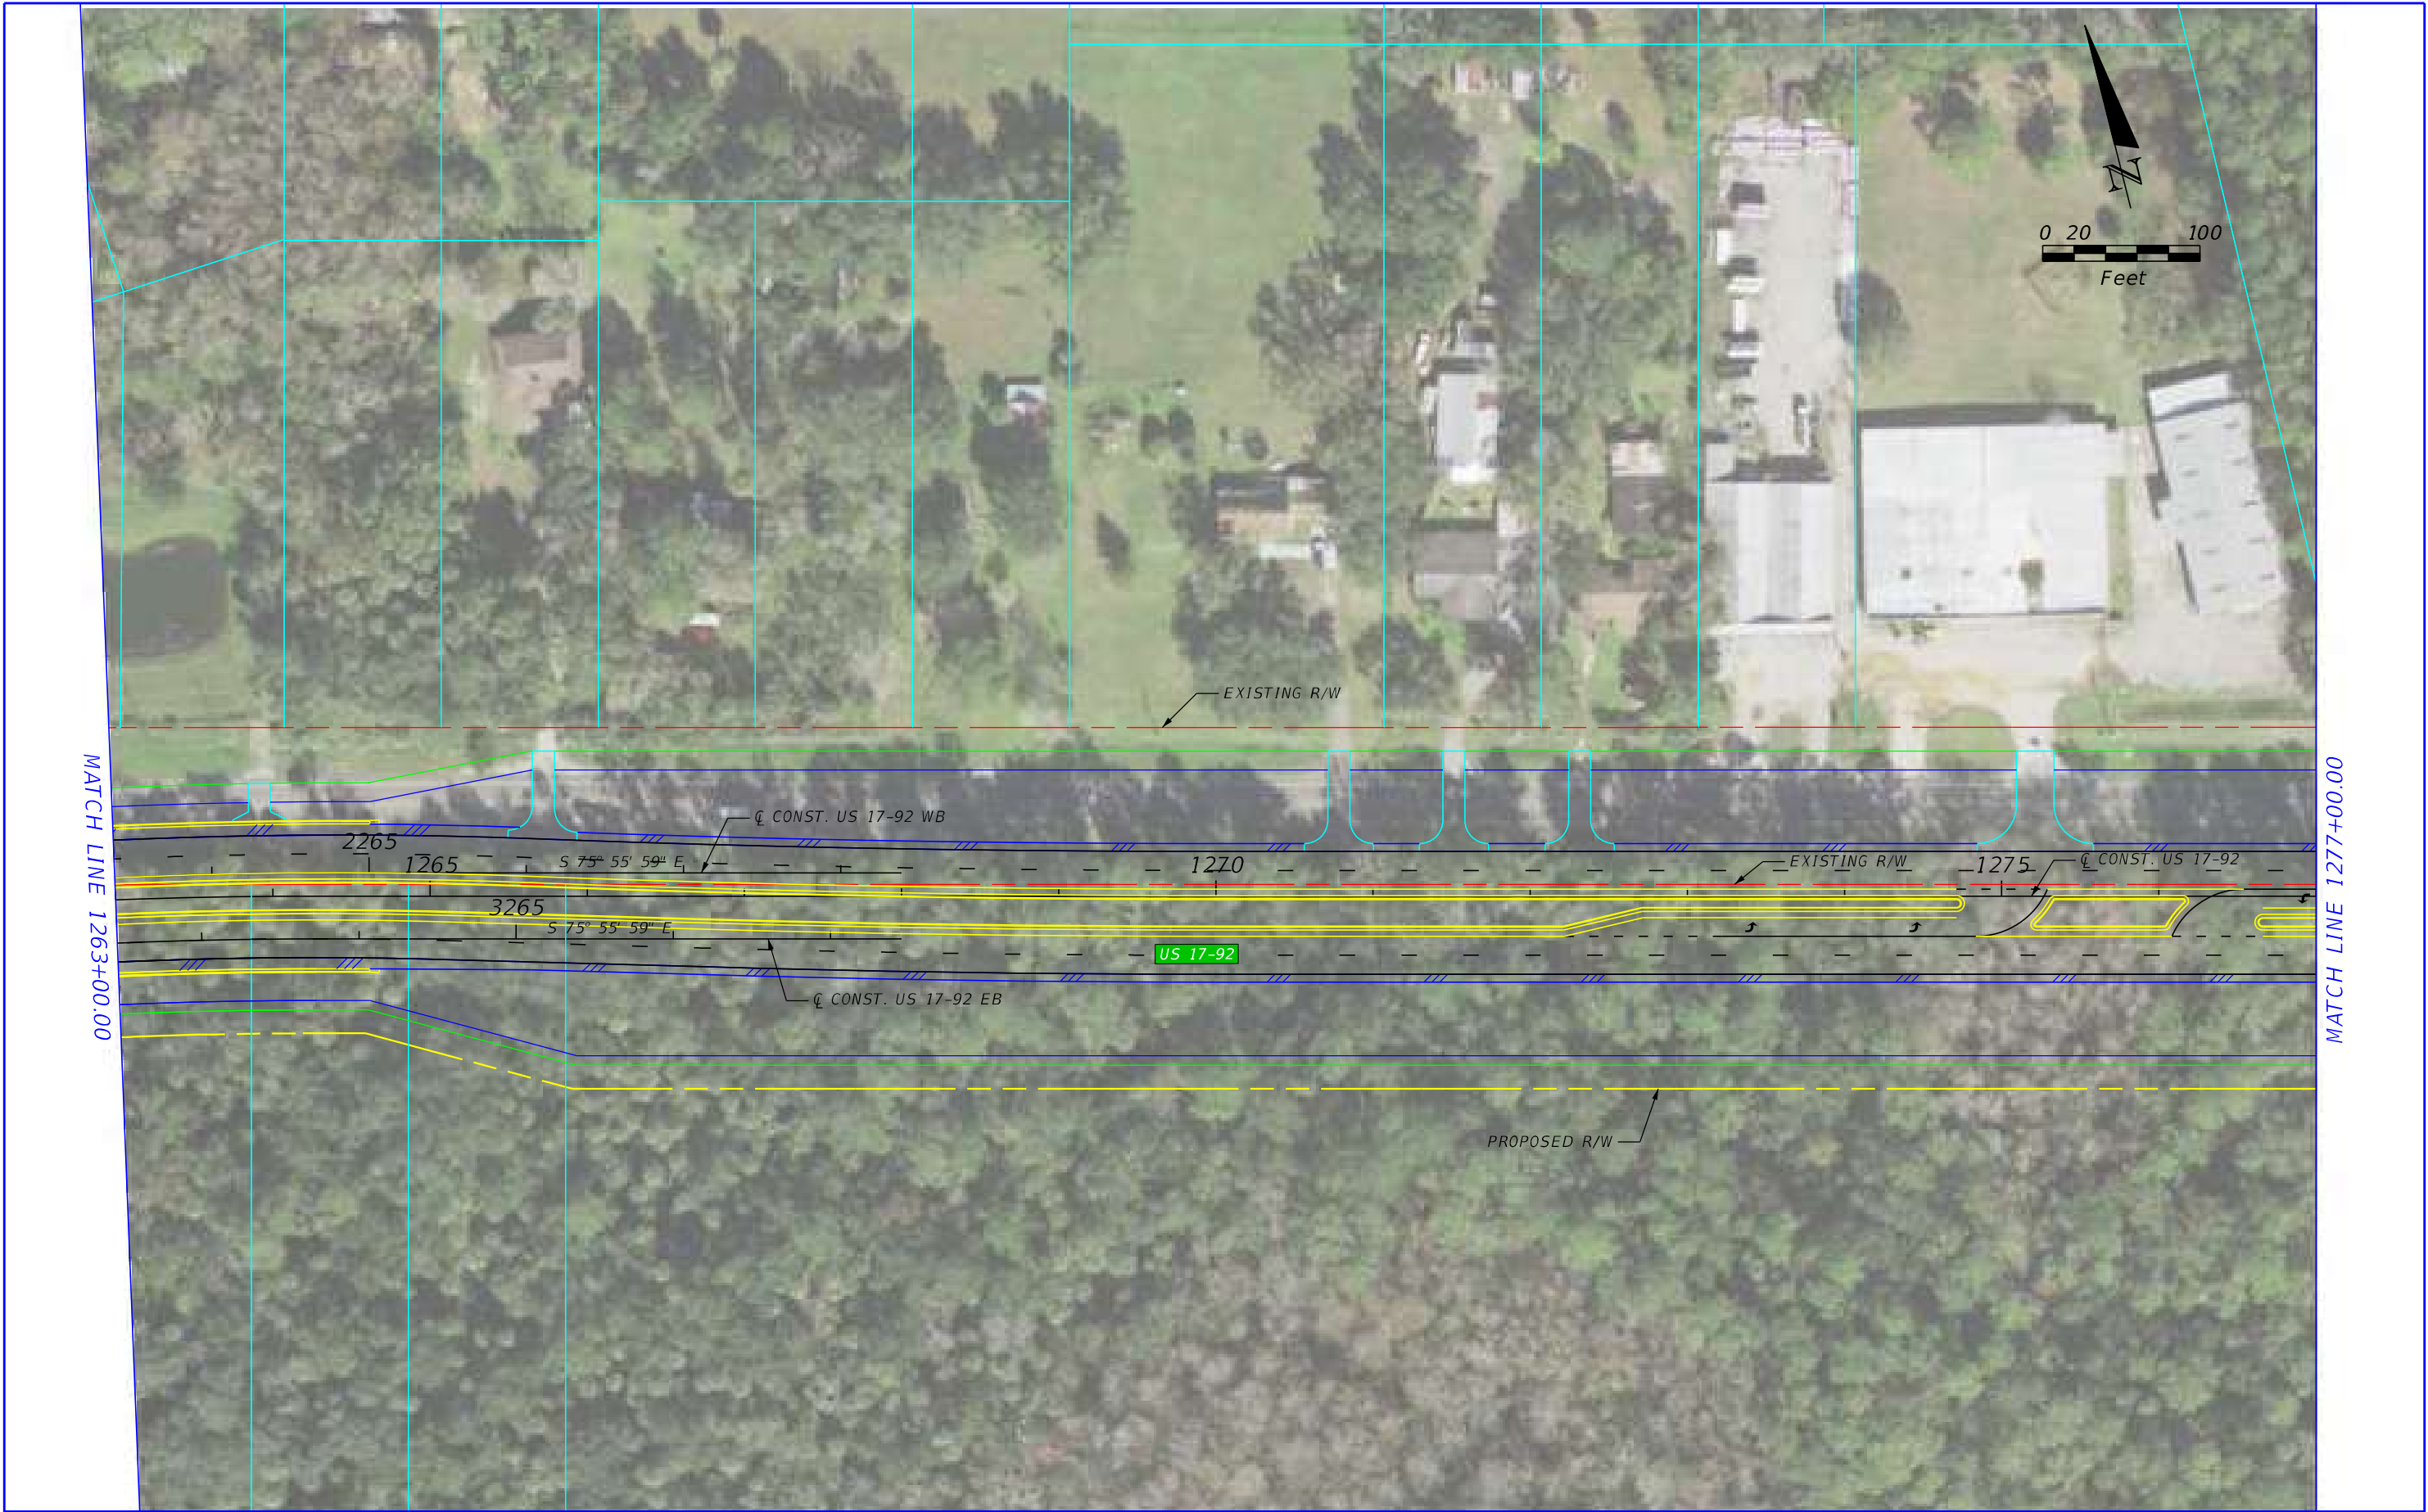 N
0 20 100
Feet
EXISTING R/W
MATCH LINE 1263+00.00
MATCH LINE 1277+00.00
℄ CONST. US 17-92 WB
2265
1265
S 75° 55' 59" E
1270
EXISTING R/W
1275
℄ CONST. US 17-92
3265
S 75° 55' 59" E
US 17-92
℄ CONST. US 17-92 EB
PROPOSED R/W